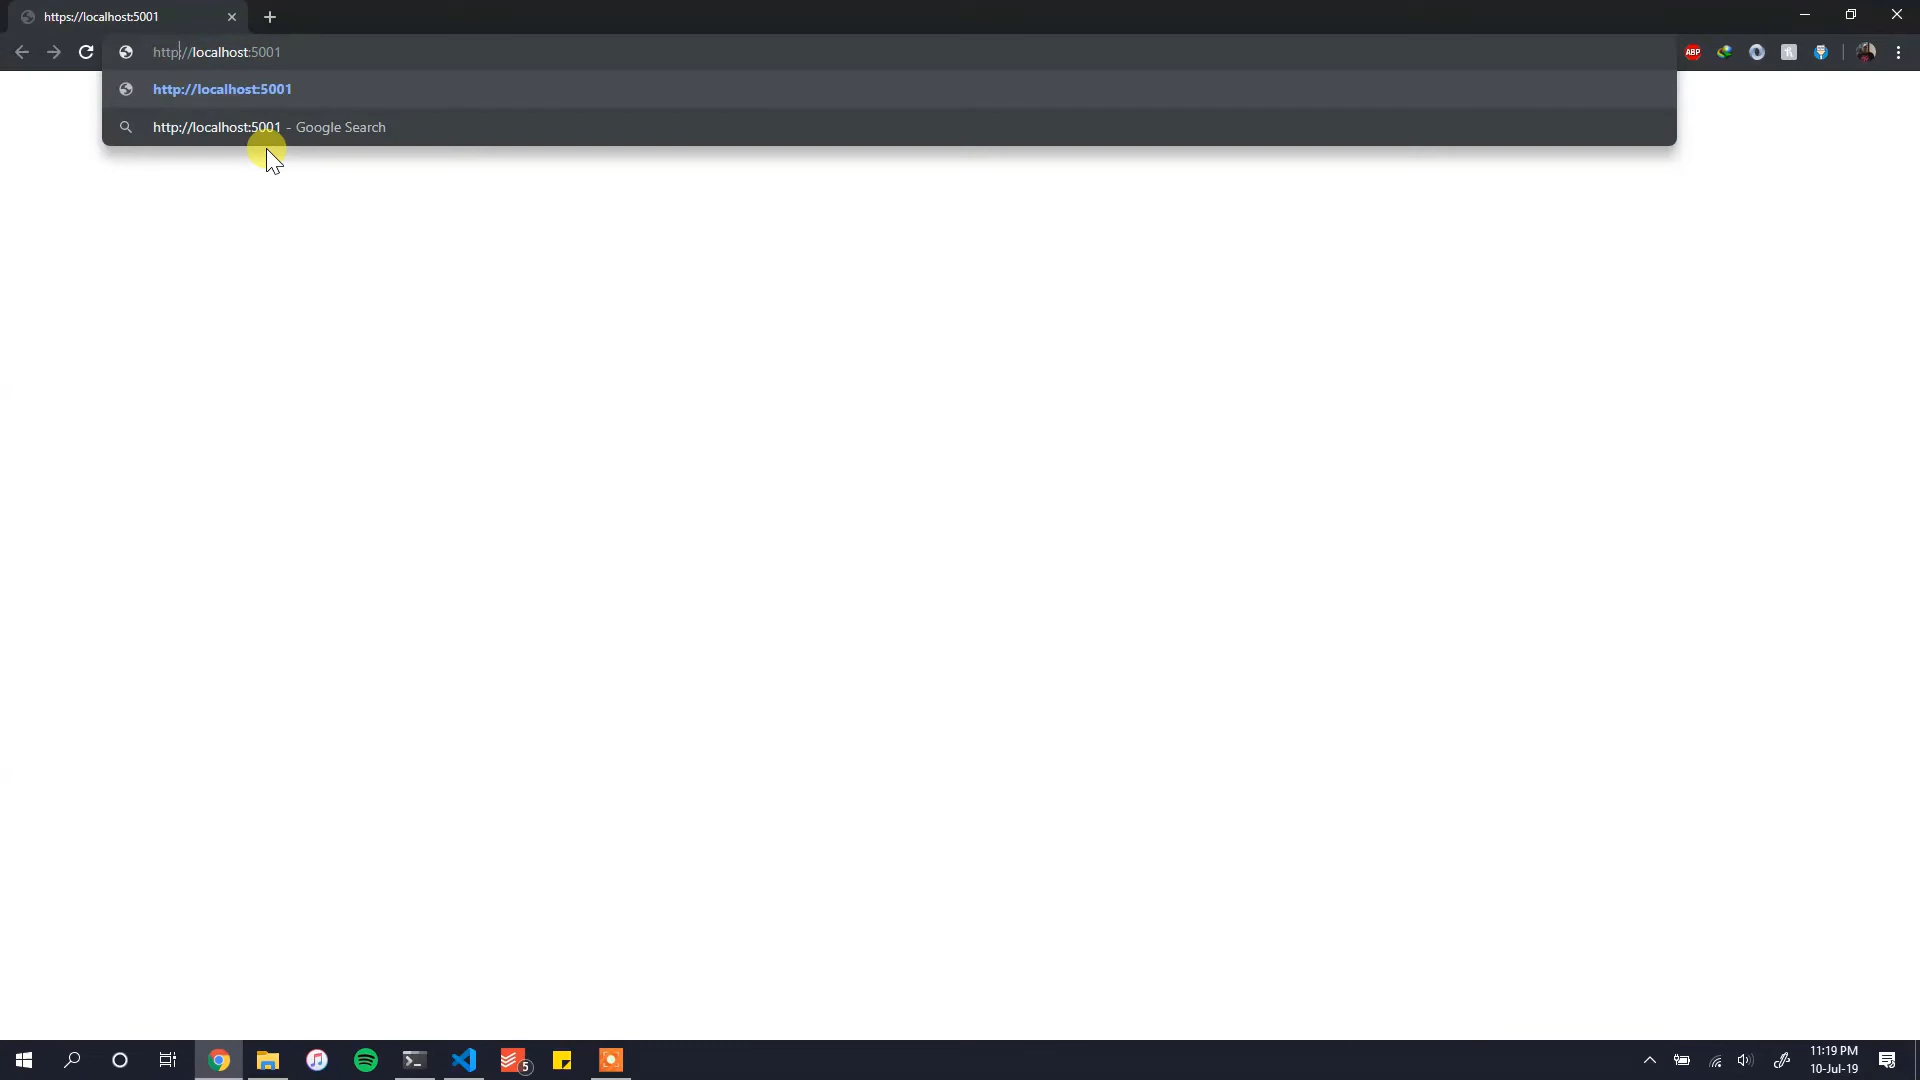 https://localhost:5001
http://localhost:5001
ABP
http://localhost:5001
http://localhost:5001 - Google Search
5
11:19 PM
10-Jul-19